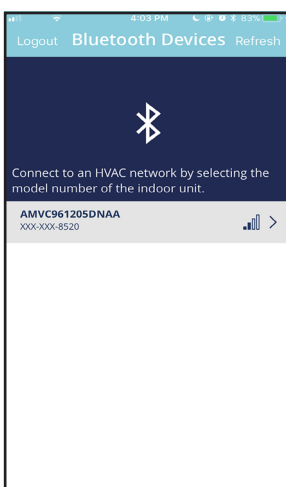 4:03 PM 83%
Logout Bluetooth Devices Refresh
Connect to an HVAC network by selecting the
model number of the indoor unit.
AMVC961205DNAA
XXX-XXX-8520